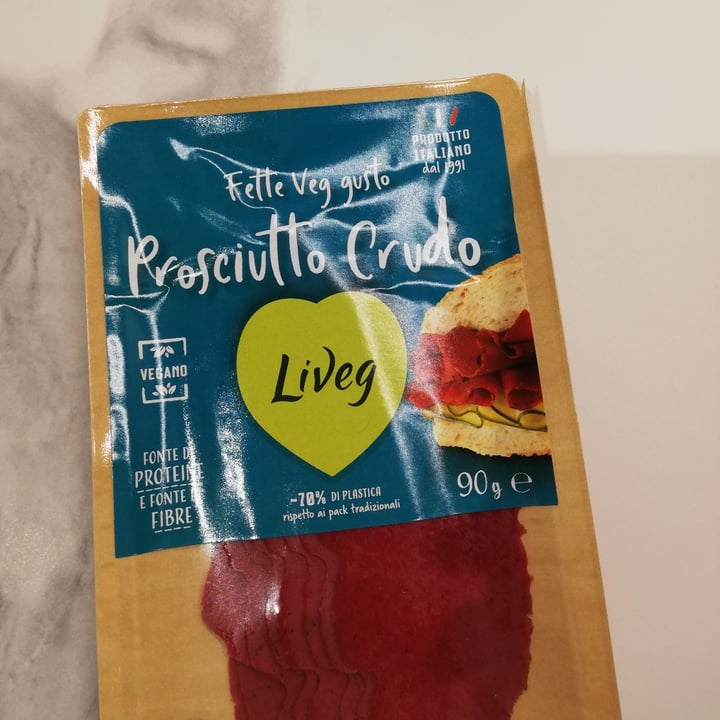 PRODOTTO
ITALIANO
dal 1991
Fette Veg gusto
Prosciutto Crudo
Liveg
VEGANO
FONTE DI
PROTEINE
E FONTE DI
FIBRE
-70% DI PLASTICA
rispetto ai pack tradizionali
90g e